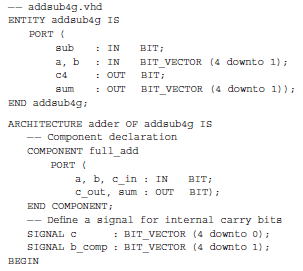 –– addsub4g.vhd
ENTITY addsub4g IS
PORT (
sub : IN BIT;
a, b : IN BIT_VECTOR (4 downto 1);
c4 : OUT BIT;
sum : OUT BIT_VECTOR (4 downto 1));
END addsub4g;
ARCHITECTURE adder OF addsub4g IS
–– Component declaration
COMPONENT full_add
PORT (
a, b, c_in : IN BIT;
c_out, sum : OUT BIT);
END COMPONENT;
–– Define a signal for internal carry bits
SIGNAL c : BIT_VECTOR (4 downto 0);
SIGNAL b_comp : BIT_VECTOR (4 downto 1);
BEGIN